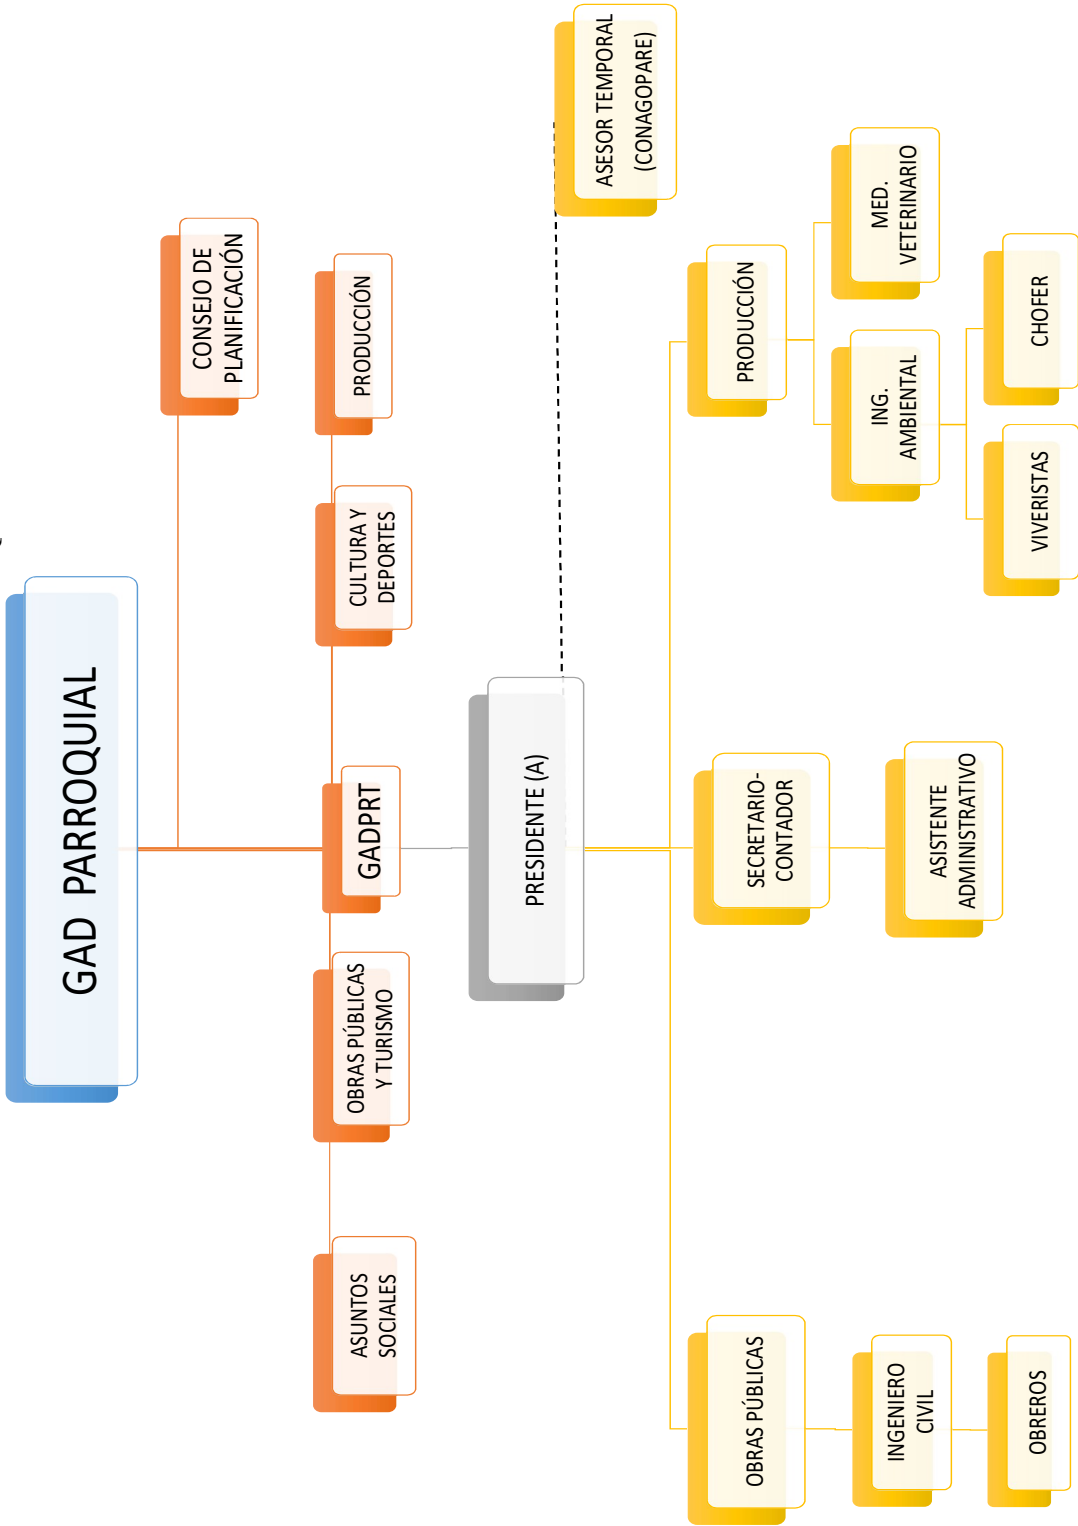 GAD PARROQUIAL
CONSEJO DE
PLANIFICACIÓN
ASUNTOS
SOCIALES
OBRAS PÚBLICAS
Y TURISMO
GADPRT
CULTURA Y
DEPORTES
PRODUCCIÓN
PRESIDENTE (A)
ASESOR TEMPORAL
(CONAGOPARE)
OBRAS PÚBLICAS
SECRETARIO-
CONTADOR
PRODUCCIÓN
INGENIERO
CIVIL
ASISTENTE
ADMINISTRATIVO
ING.
AMBIENTAL
MED.
VETERINARIO
OBREROS
VIVERISTAS
CHOFER